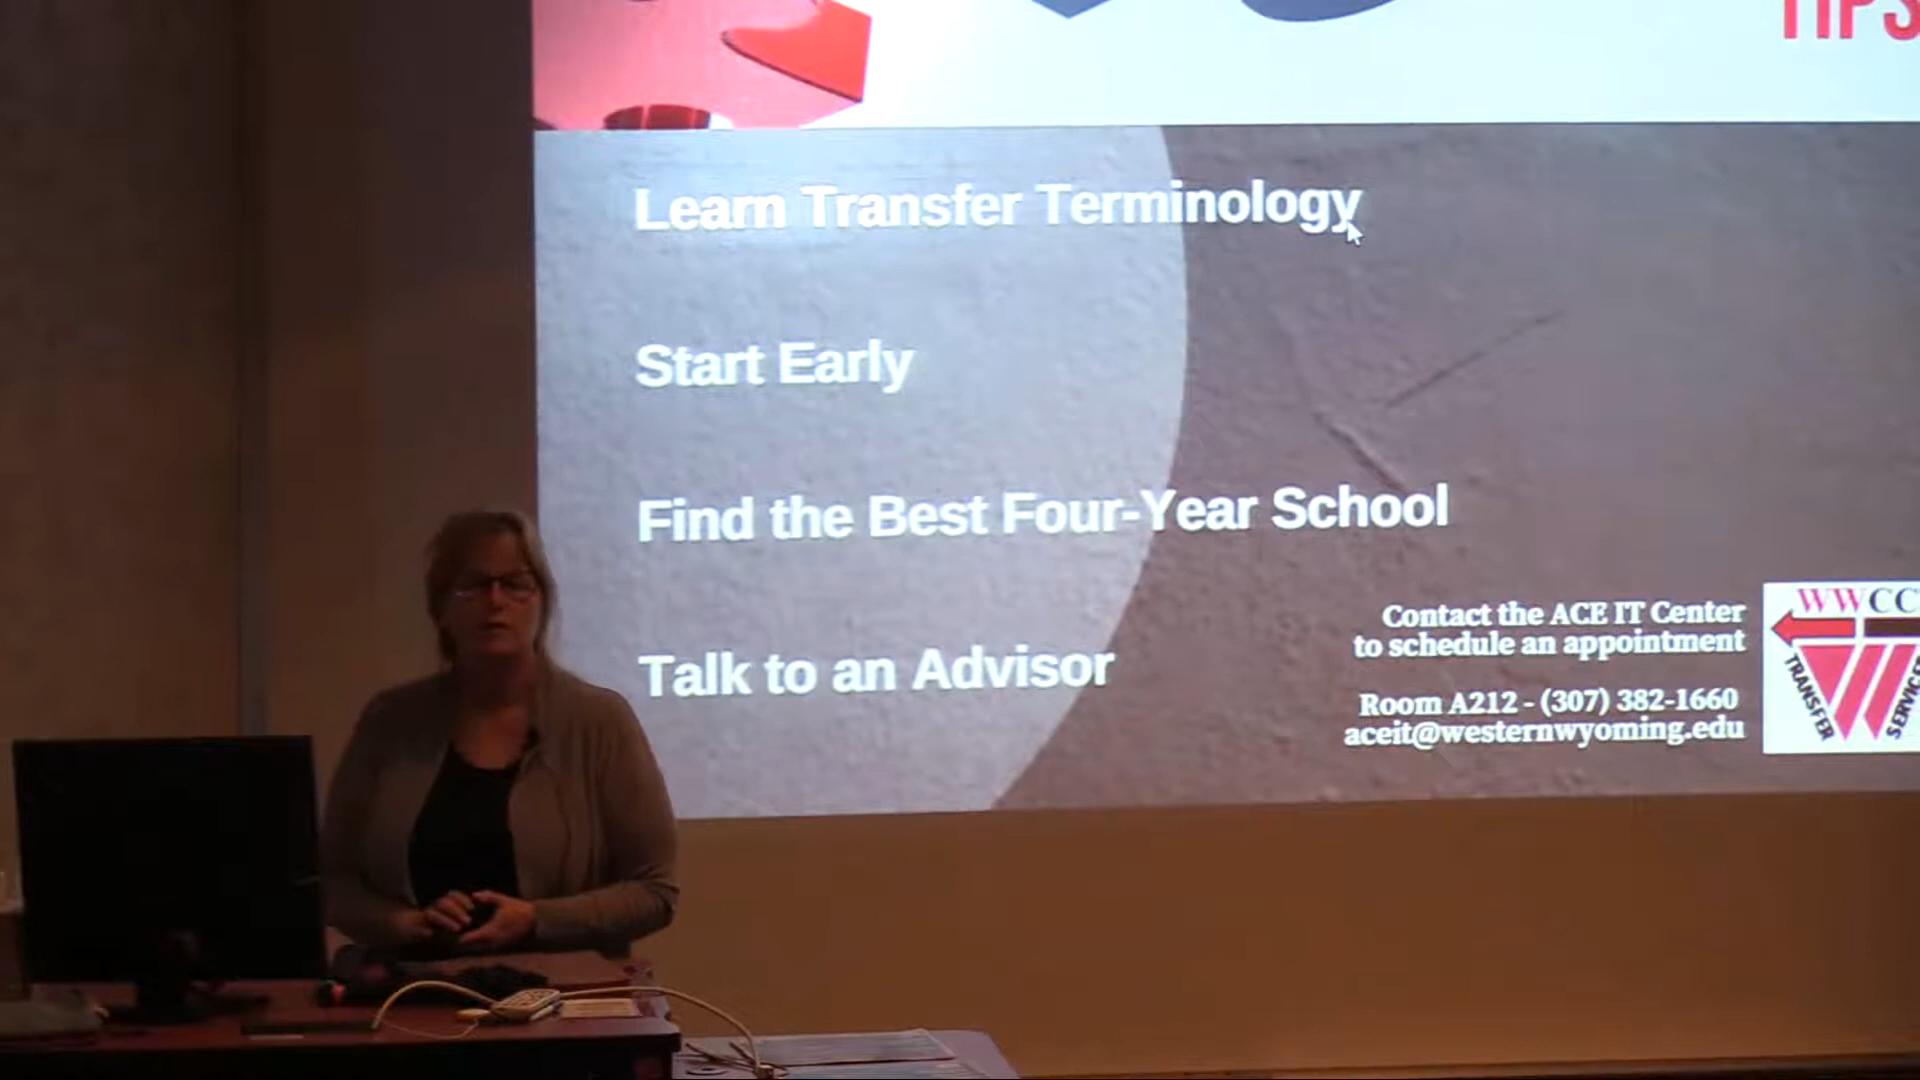 TIPS
Learn Transfer Terminology
Start Early
Find the Best Four-Year School
Talk to an Advisor
Contact the ACE IT Center
to schedule an appointment
Room A212 - (307) 382-1660
aceit@westernwyoming.edu
WWCC
TRANSFER
SERVICES